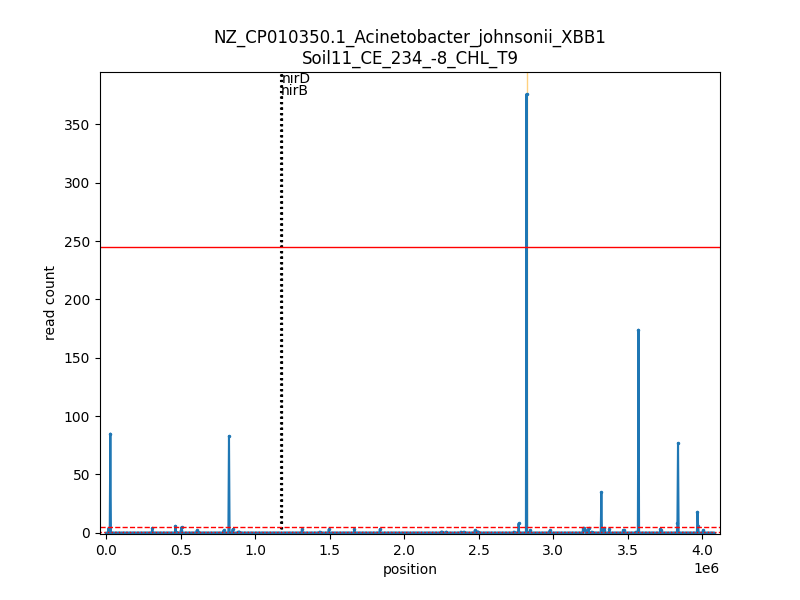 NZ_CP010350.1_Acinetobacter_johnsonii_XBB1
Soil11_CE_234_-8_CHL_T9
nirD
nirB
350
300
250
200
150
100
50
0
read count
0.0 0.5 1.0 1.5 2.0 2.5 3.0 3.5 4.0
1e6
position